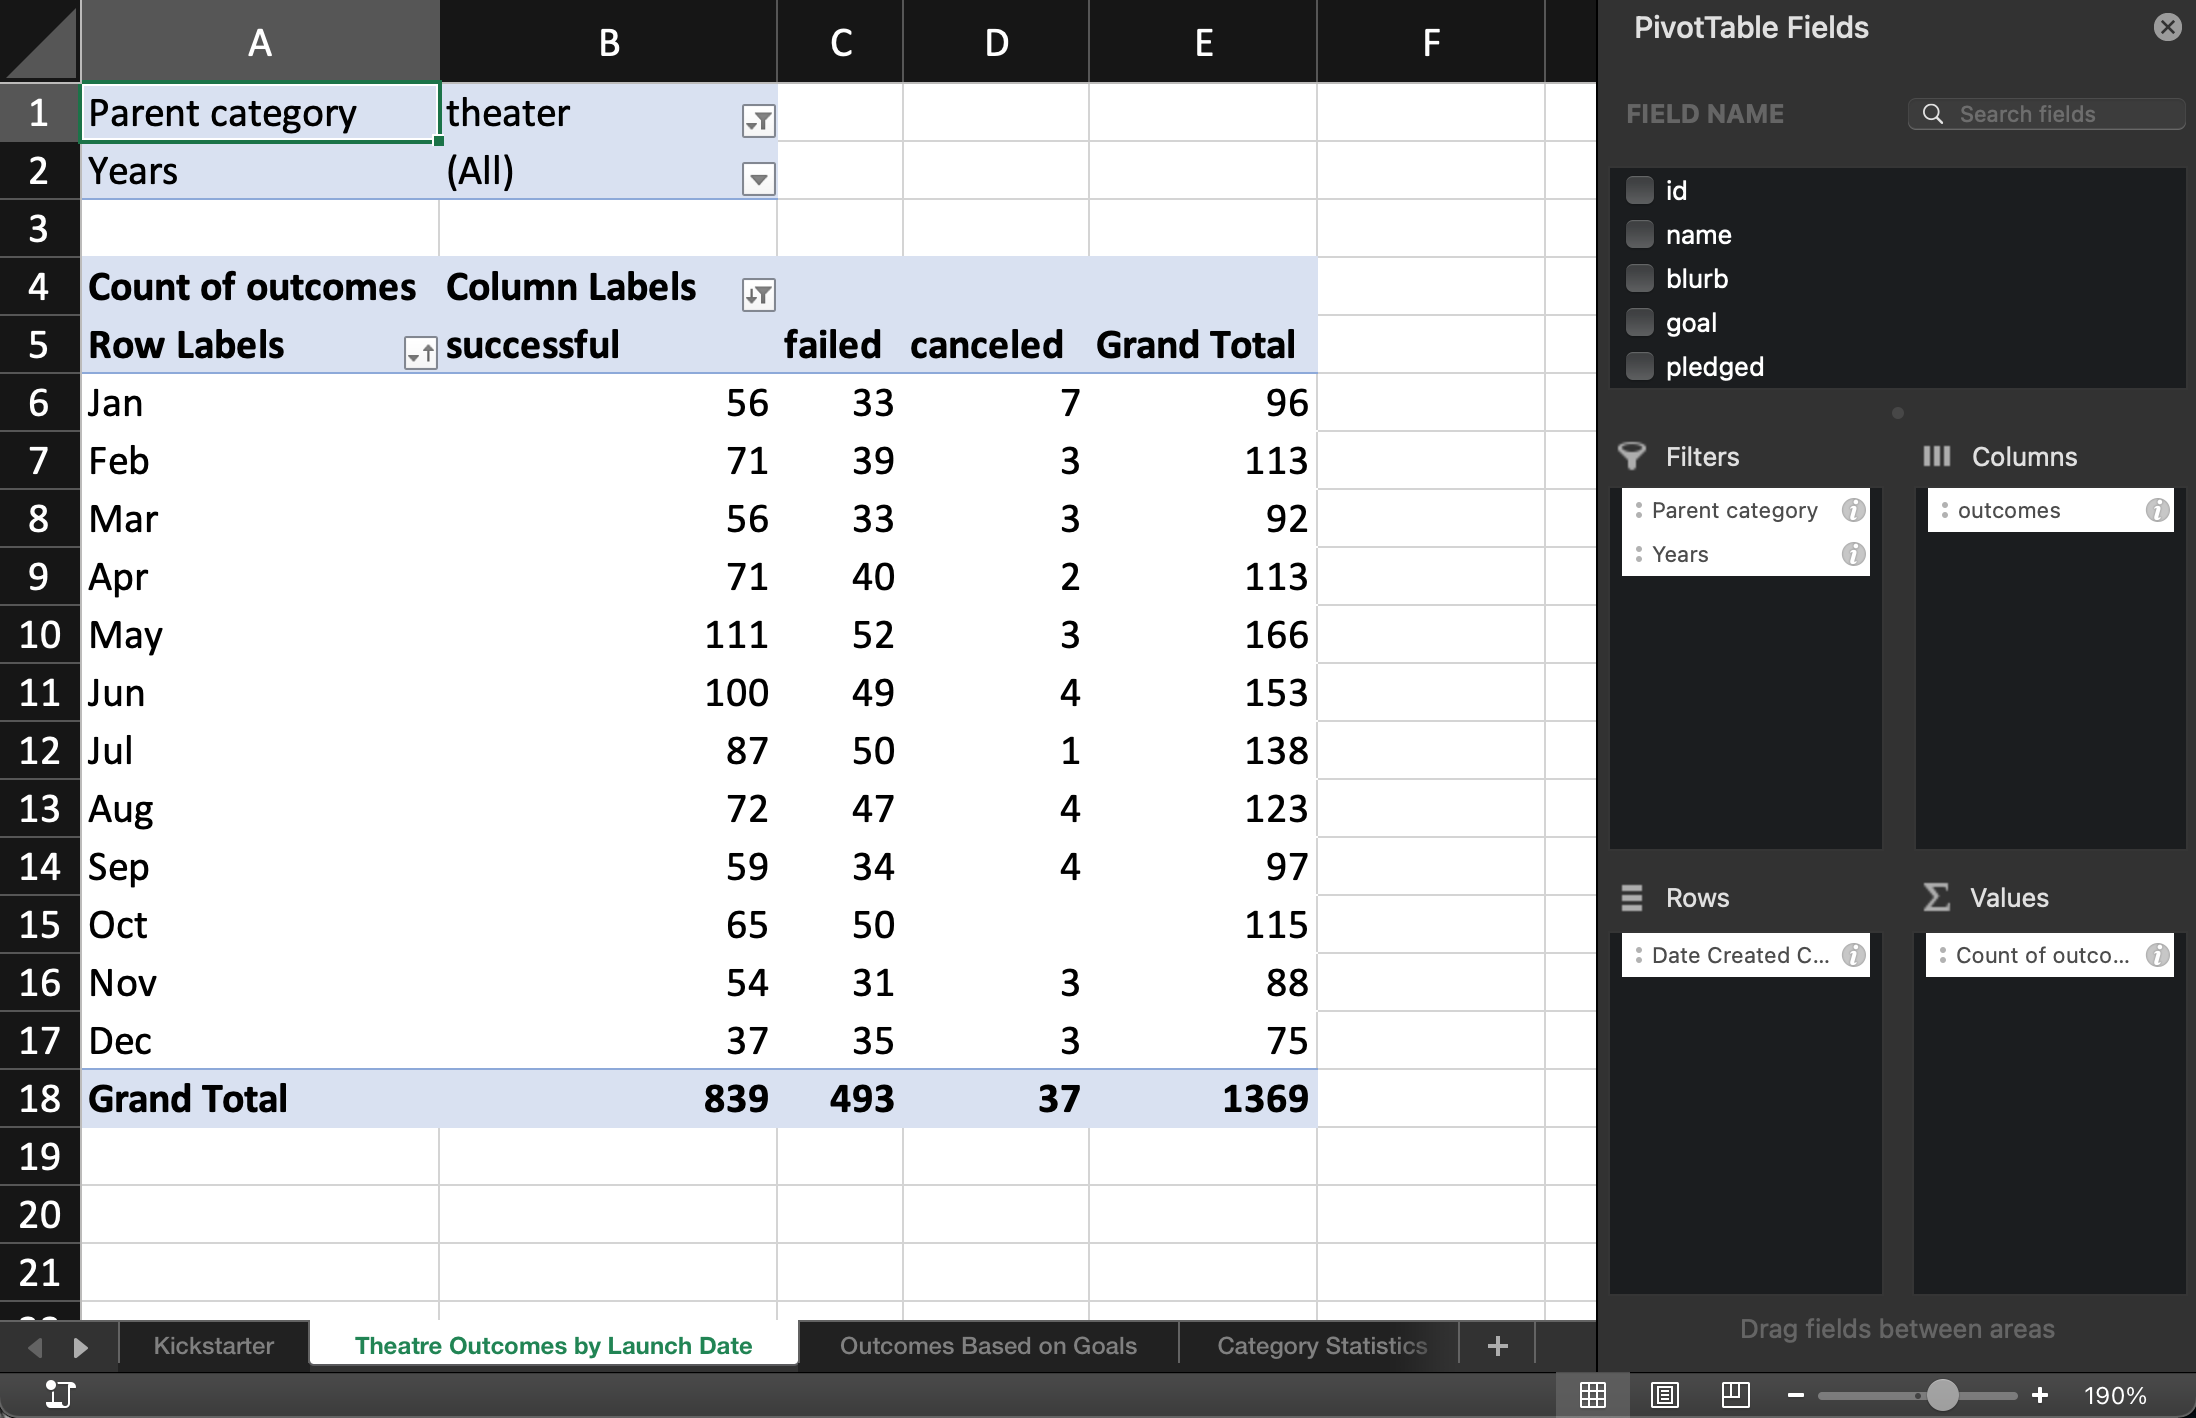 A B C D E F
1 Parent category theater
2 Years (All)
3
4 Count of outcomes Column Labels
5 Row Labels successful failed canceled Grand Total
6 Jan 56 33 7 96
7 Feb 71 39 3 113
8 Mar 56 33 3 92
9 Apr 71 40 2 113
10 May 111 52 3 166
11 Jun 100 49 4 153
12 Jul 87 50 1 138
13 Aug 72 47 4 123
14 Sep 59 34 4 97
15 Oct 65 50 115
16 Nov 54 31 3 88
17 Dec 37 35 3 75
18 Grand Total 839 493 37 1369
19
20
21
Kickstarter Theatre Outcomes by Launch Date Outcomes Based on Goals Category Statistics +
PivotTable Fields
FIELD NAME Search fields
id
name
blurb
goal
pledged
Filters Columns
Parent category outcomes
Years
Rows Values
Date Created C... Count of outco...
Drag fields between areas
190%